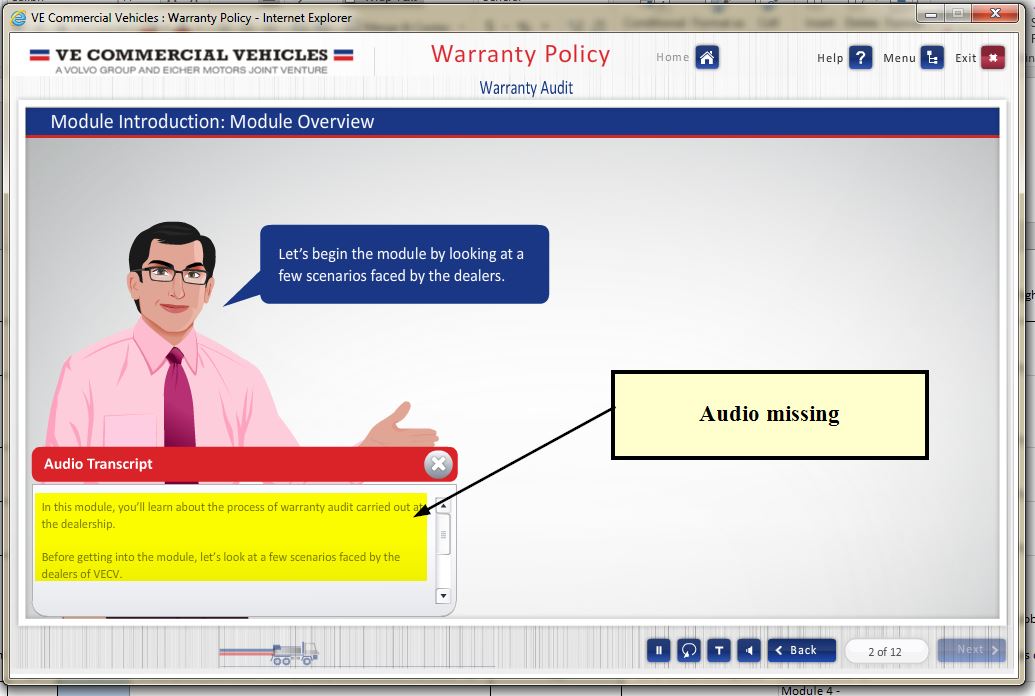 VE Commercial Vehicles : Warranty Policy - Internet Explorer
VE COMMERCIAL VEHICLES
A VOLVO GROUP AND EICHER MOTORS JOINT VENTURE
Warranty Policy
Home
Help ? Menu Exit
Warranty Audit
Module Introduction: Module Overview
Let's begin the module by looking at a
few scenarios faced by the dealers.
Audio missing
Audio Transcript
In this module, you'll learn about the process of warranty audit carried out at
the dealership.
Before getting into the module, let's look at a few scenarios faced by the
dealers of VECV.
T
Back
2 of 12
Next
Module 4 -